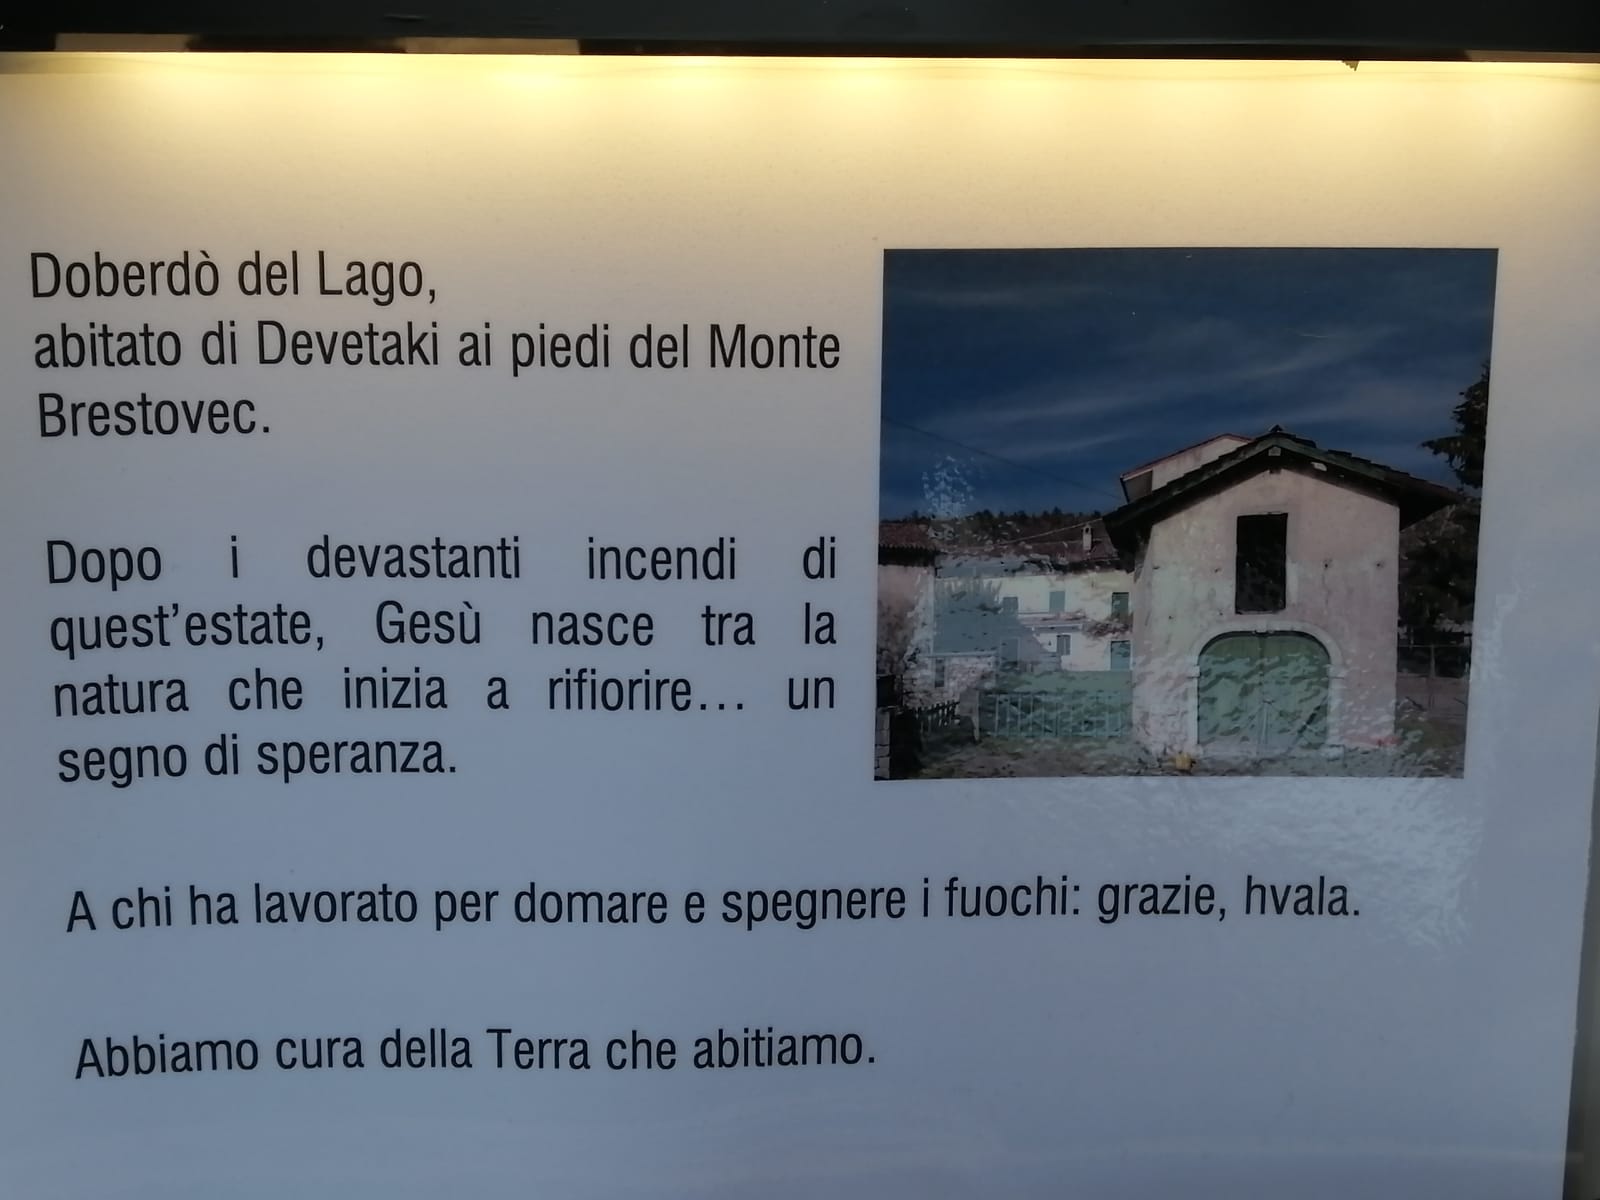 Doberdò del Lago,
abitato di Devetaki ai piedi del Monte
Brestovec.
Dopo i devastanti incendi di
quest’estate, Gesù nasce tra la
natura che inizia a rifiorire… un
segno di speranza.
A chi ha lavorato per domare e spegnere i fuochi: grazie, hvala.
Abbiamo cura della Terra che abitiamo.